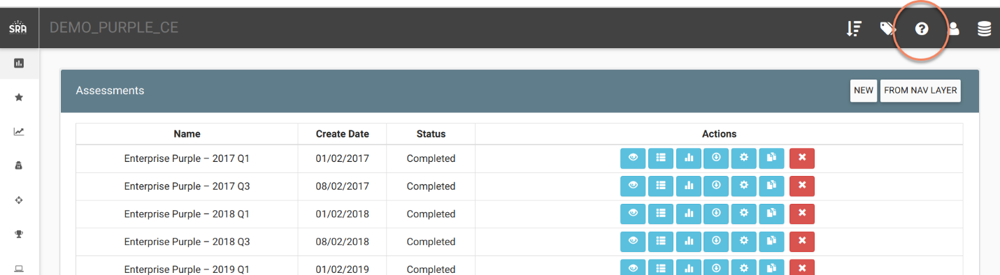 SRA
DEMO_PURPLE_CE
Assessments
NEW
FROM NAV LAYER
Name Create Date Status Actions
Enterprise Purple – 2017 Q1 01/02/2017 Completed
Enterprise Purple – 2017 Q3 08/02/2017 Completed
Enterprise Purple – 2018 Q1 01/02/2018 Completed
Enterprise Purple – 2018 Q3 08/02/2018 Completed
Enterprise Purple – 2019 Q1 01/02/2019 Completed